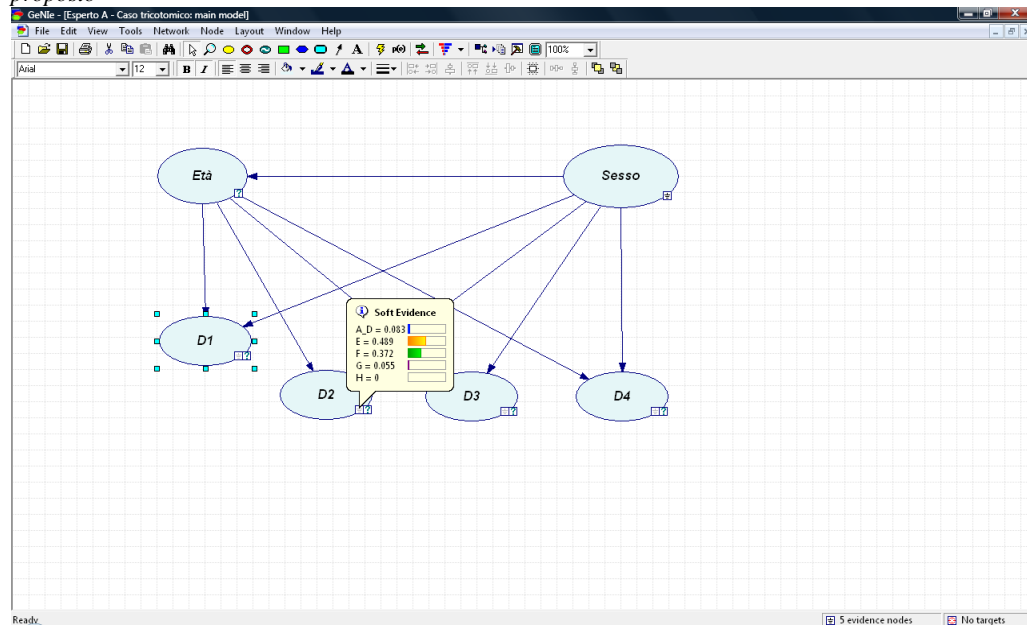 proposto
GeNIe - [Esperto A - Caso tricotomico: main model]
File Edit View Tools Network Node Layout Window Help
100%
Arial 12 B I A
Età
Sesso
Soft Evidence
A_D = 0.083
E = 0.489
F = 0.372
G = 0.055
H = 0
D1
D2
D3
D4
Ready
5 evidence nodes
No targets